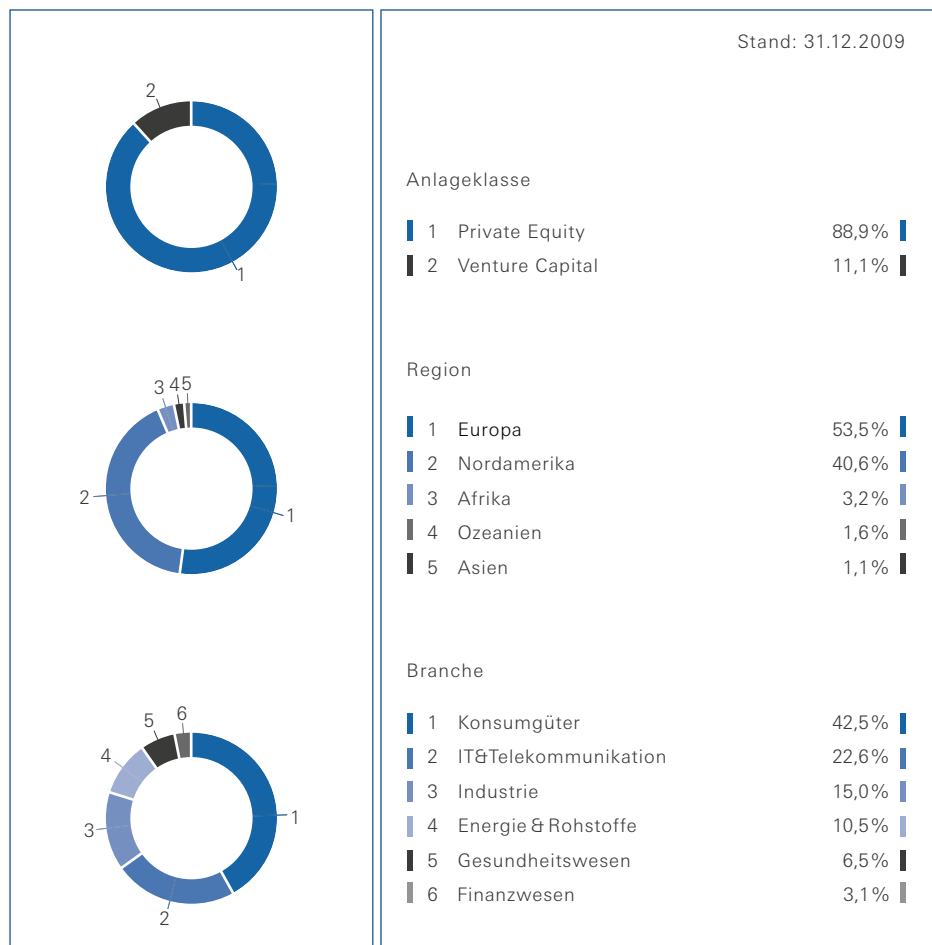 Stand: 31.12.2009
2
1
Anlageklasse
1 Private Equity 88,9%
2 Venture Capital 11,1%
3 4 5
2
1
Region
1 Europa 53,5%
2 Nordamerika 40,6%
3 Afrika 3,2%
4 Ozeanien 1,6%
5 Asien 1,1%
6
5
4
3
2
1
Branche
1 Konsumgüter 42,5%
2 IT&Telekommunikation 22,6%
3 Industrie 15,0%
4 Energie & Rohstoffe 10,5%
5 Gesundheitswesen 6,5%
6 Finanzwesen 3,1%